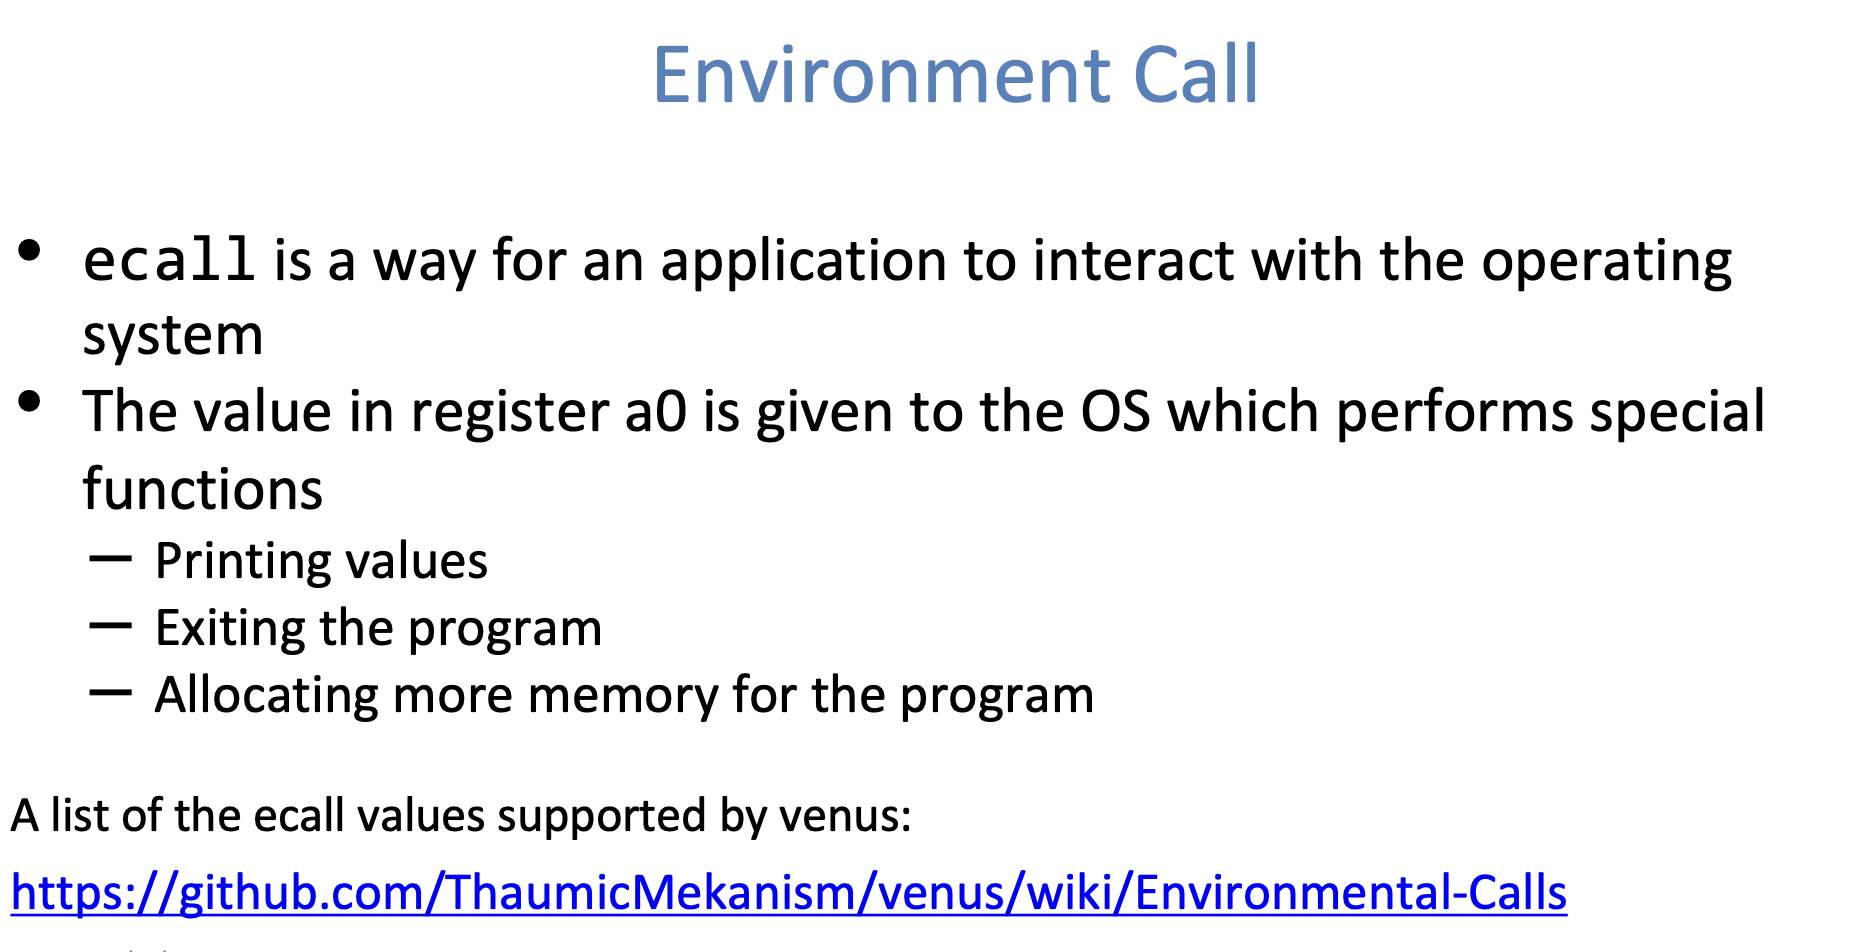 Environment Call
• ecall is a way for an application to interact with the operating
system
• The value in register a0 is given to the OS which performs special
functions
— Printing values
— Exiting the program
— Allocating more memory for the program
A list of the ecall values supported by venus:
https://github.com/ThaumicMekanism/venus/wiki/Environmental-Calls